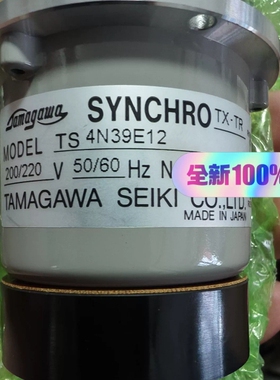 Tamagawa SYNCHRO TX-TR
MODEL TS 4N39E12
200/220 V 50/60 Hz N
TAMAGAWA SEIKI CO.,LTD.
MADE IN JAPAN
全新100%